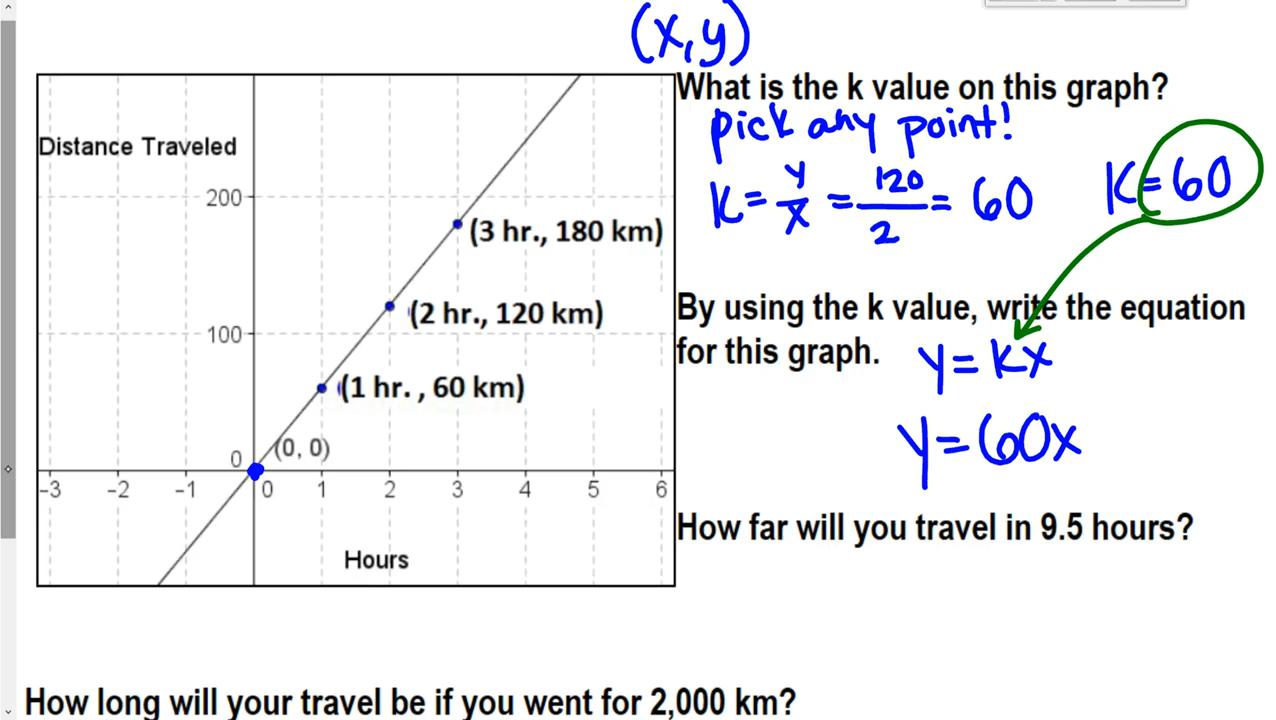 (x,y)
What is the k value on this graph?
pick any point!
K = y/x = 120/2 = 60
K = 60
By using the k value, write the equation
for this graph.
y = kx
y = 60x
How far will you travel in 9.5 hours?
Distance Traveled
200
(3 hr., 180 km)
(2 hr., 120 km)
100
(1 hr. , 60 km)
(0, 0)
0
-3 -2 -1 0 1 2 3 4 5 6
Hours
How long will your travel be if you went for 2,000 km?